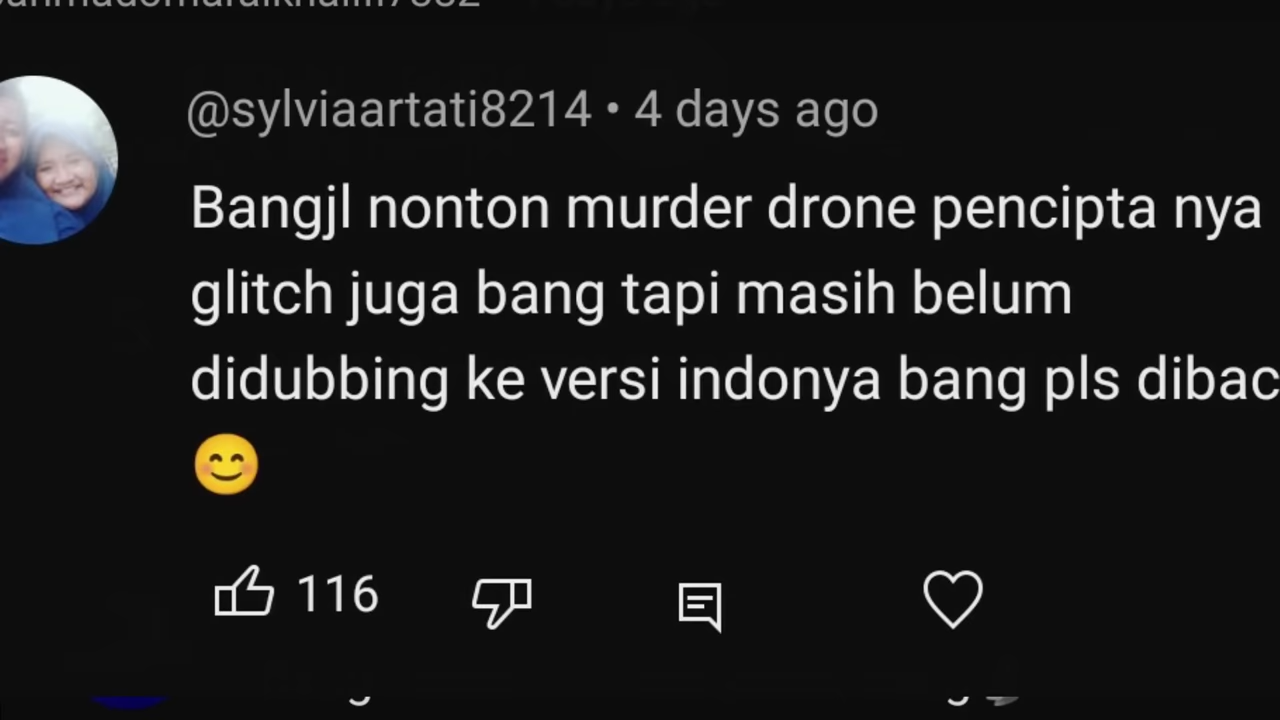 @sylviaartati8214 • 4 days ago
Bangjl nonton murder drone pencipta nya
glitch juga bang tapi masih belum
didubbing ke versi indonya bang pls dibac
😊
116